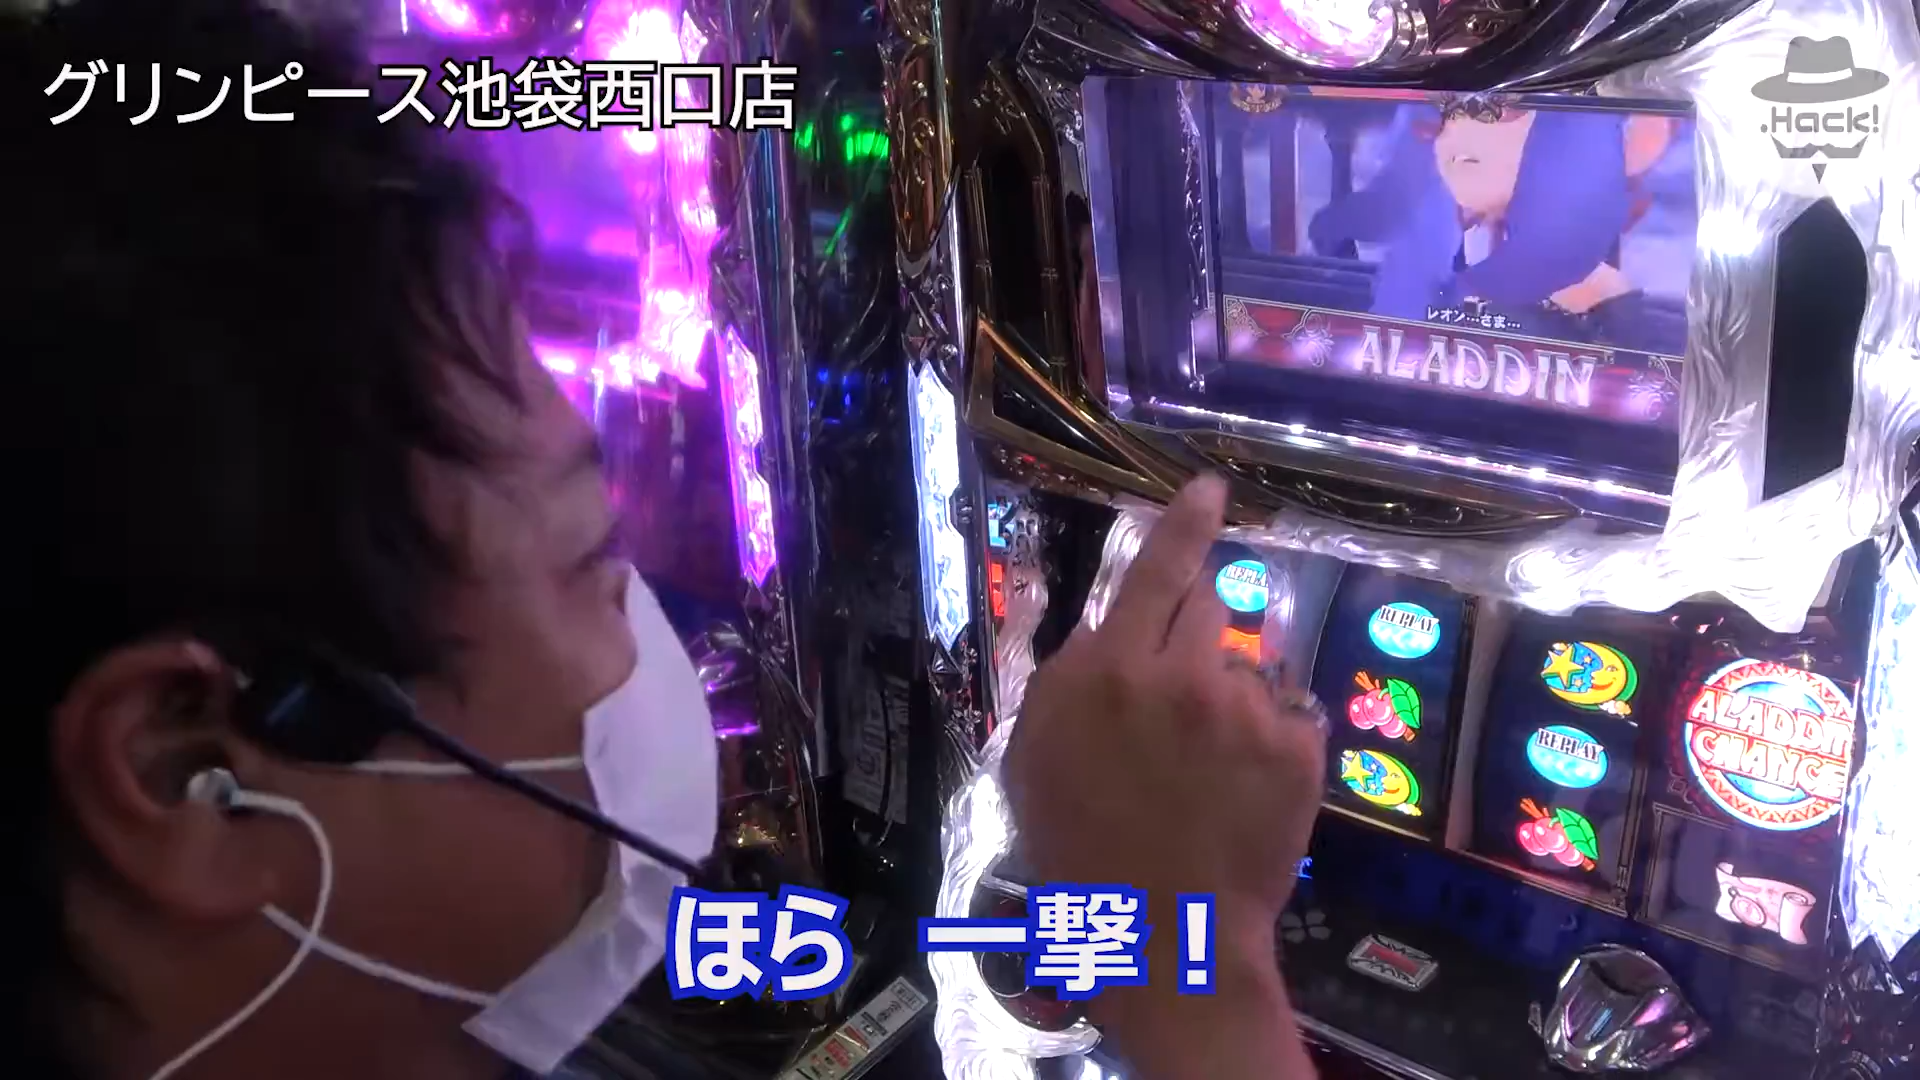 グリンピース池袋西口店
.Hack!
レオン…さま…
ALADDIN
REPLAY
REPLAY
REPLAY
ALADDIN
CHANCE
ほら 一撃！